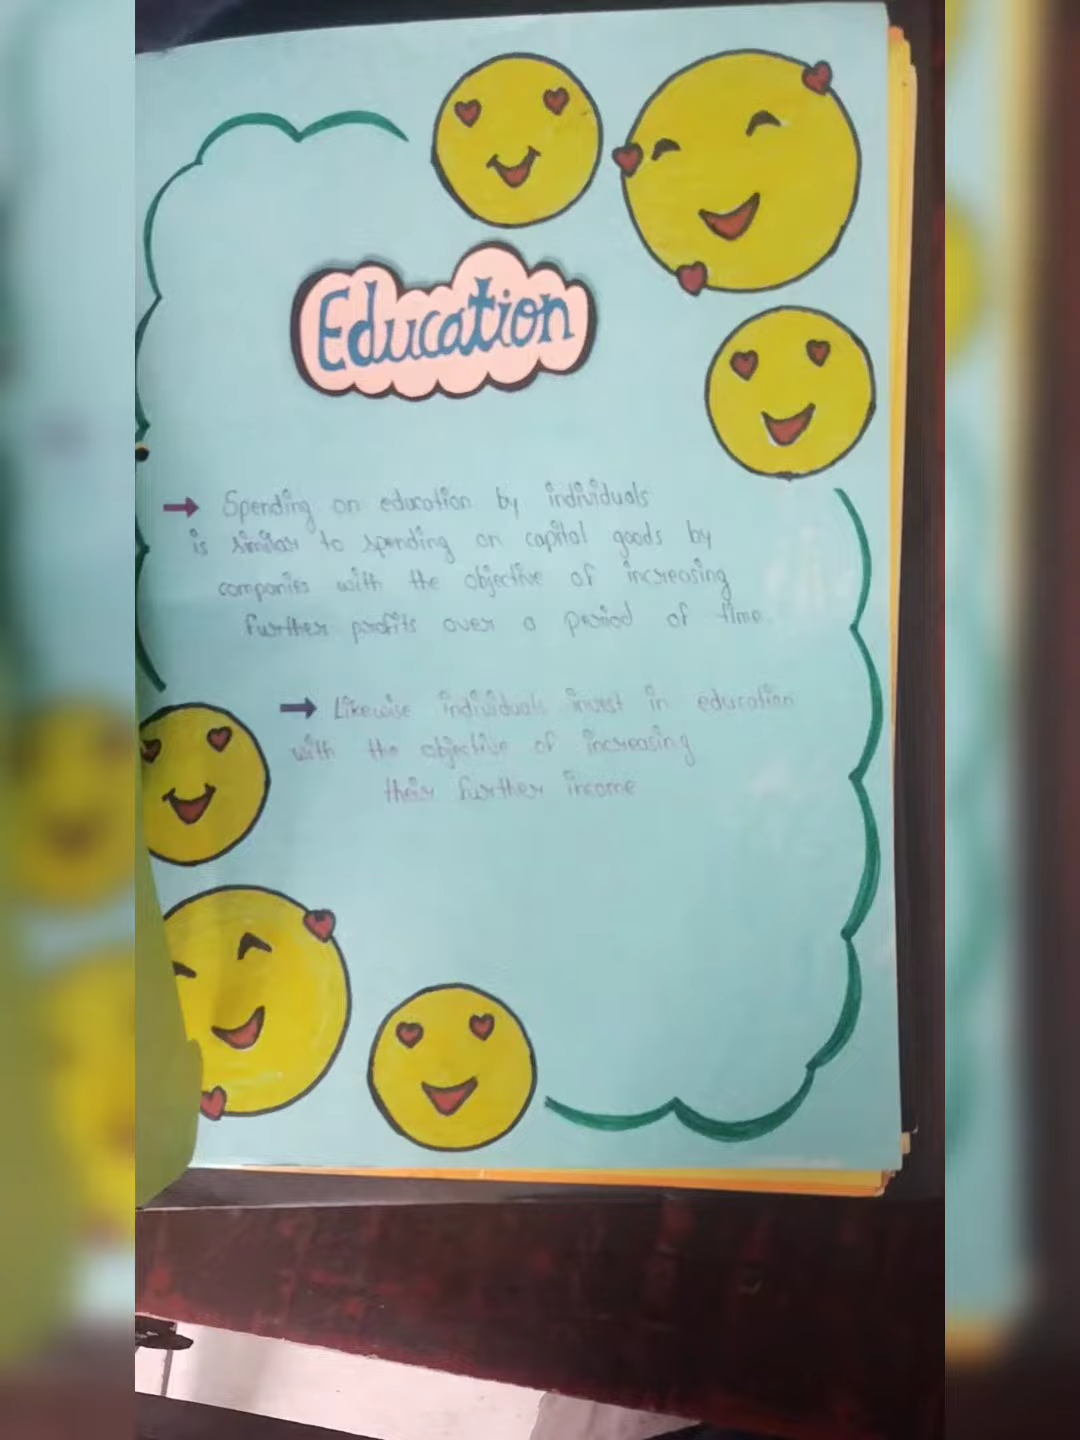 Education
→ Spending on education by individuals
is similar to spending on capital goods by
companies with the objective of increasing
further profits over a period of time
→ Likewise individuals invest in education
with the objective of increasing
their further income